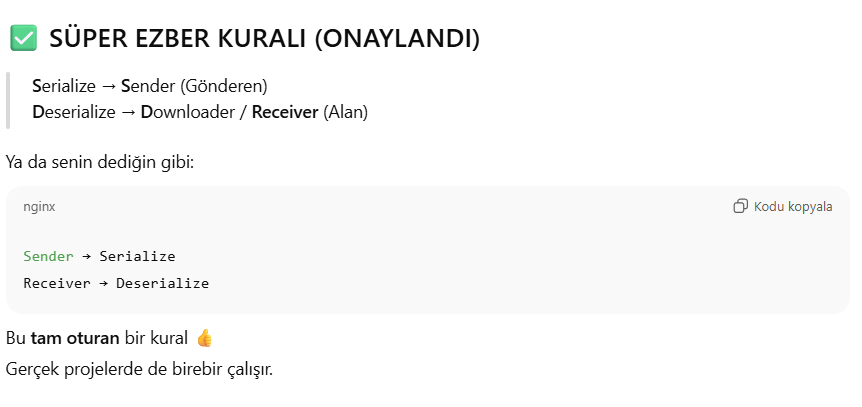 ✅ SÜPER EZBER KURALI (ONAYLANDI)
Serialize → Sender (Gönderen)
Deserialize → Downloader / Receiver (Alan)
Ya da senin dediğin gibi:
nginx
Kodu kopyala
Sender → Serialize
Receiver → Deserialize
Bu tam oturan bir kural 👍
Gerçek projelerde de birebir çalışır.